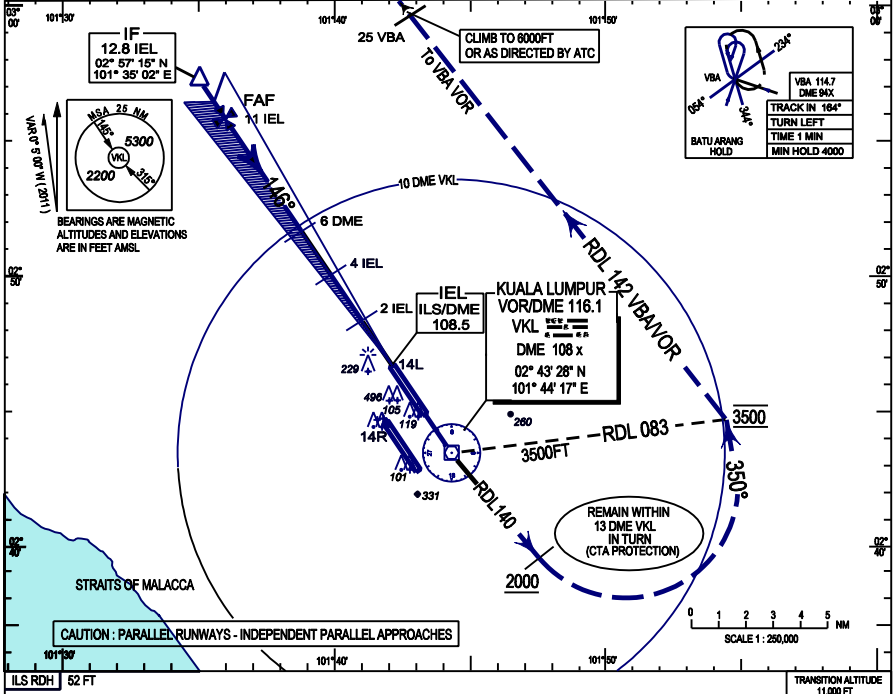 03°
00'
101°30'
101°40'
101°50'
03°
00'
IF
12.8 IEL
02° 57' 15" N
101° 35' 02" E
25 VBA
CLIMB TO 6000FT
OR AS DIRECTED BY ATC
To VBA VOR
VBA
234°
054°
344°
BATU ARANG
HOLD
VBA 114.7
DME 94X
TRACK IN 164°
TURN LEFT
TIME 1 MIN
MIN HOLD 4000
FAF
11 IEL
VAR 0° 5' 00" W (2011)
MSA 25 NM
145°
5300
VKL
2200
315°
BEARINGS ARE MAGNETIC
ALTITUDES AND ELEVATIONS
ARE IN FEET AMSL
146°
10 DME VKL
6 DME
4 IEL
2 IEL
RDL 142 VBA/VOR
02°
50'
02°
50'
IEL
ILS/DME
108.5
KUALA LUMPUR
VOR/DME 116.1
VKL
DME 108 x
02° 43' 28" N
101° 44' 17" E
229
14L
496
105
119
14R
101
331
260
RDL 083
3500FT
3500
350°
RDL140
2000
REMAIN WITHIN
13 DME VKL
IN TURN
(CTA PROTECTION)
02°
40'
02°
40'
STRAITS OF MALACCA
CAUTION : PARALLEL RUNWAYS - INDEPENDENT PARALLEL APPROACHES
0 1 2 3 4 5 NM
SCALE 1 : 250,000
101°30'
101°40'
101°50'
ILS RDH 52 FT
TRANSITION ALTITUDE
11,000 FT